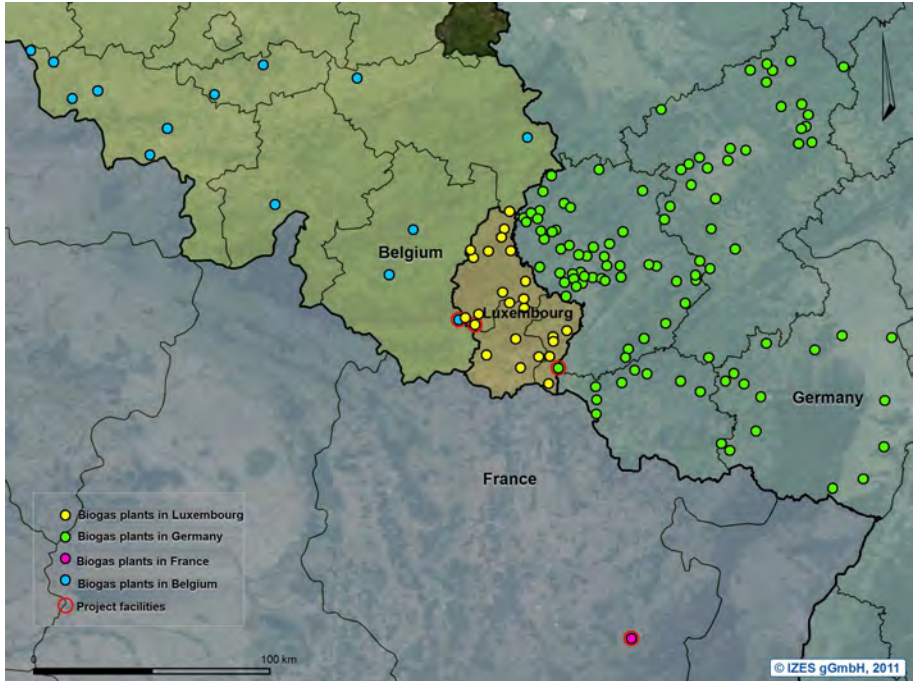 Belgium
Luxembourg
Germany
France
Biogas plants in Luxembourg
Biogas plants in Germany
Biogas plants in France
Biogas plants in Belgium
Project facilities
0 100 km
© IZES gGmbH, 2011